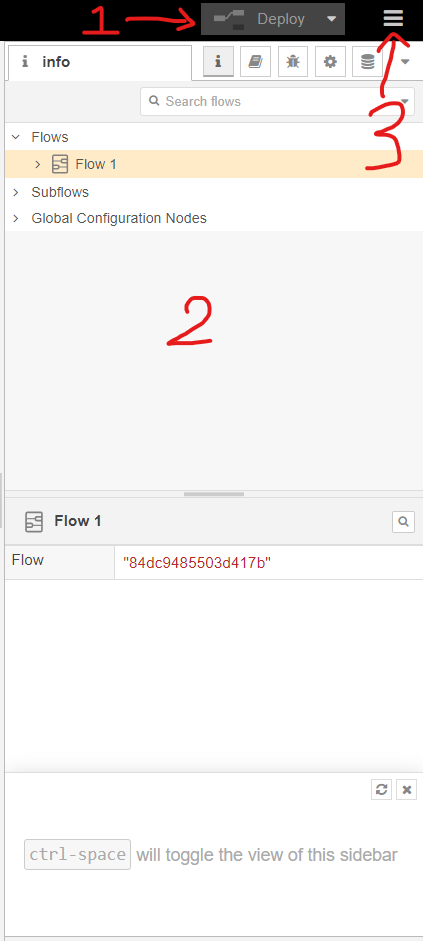 1 Deploy
info
Search flows
3
Flows
Flow 1
Subflows
Global Configuration Nodes
2
Flow 1
Flow "84dc9485503d417b"
ctrl-space will toggle the view of this sidebar